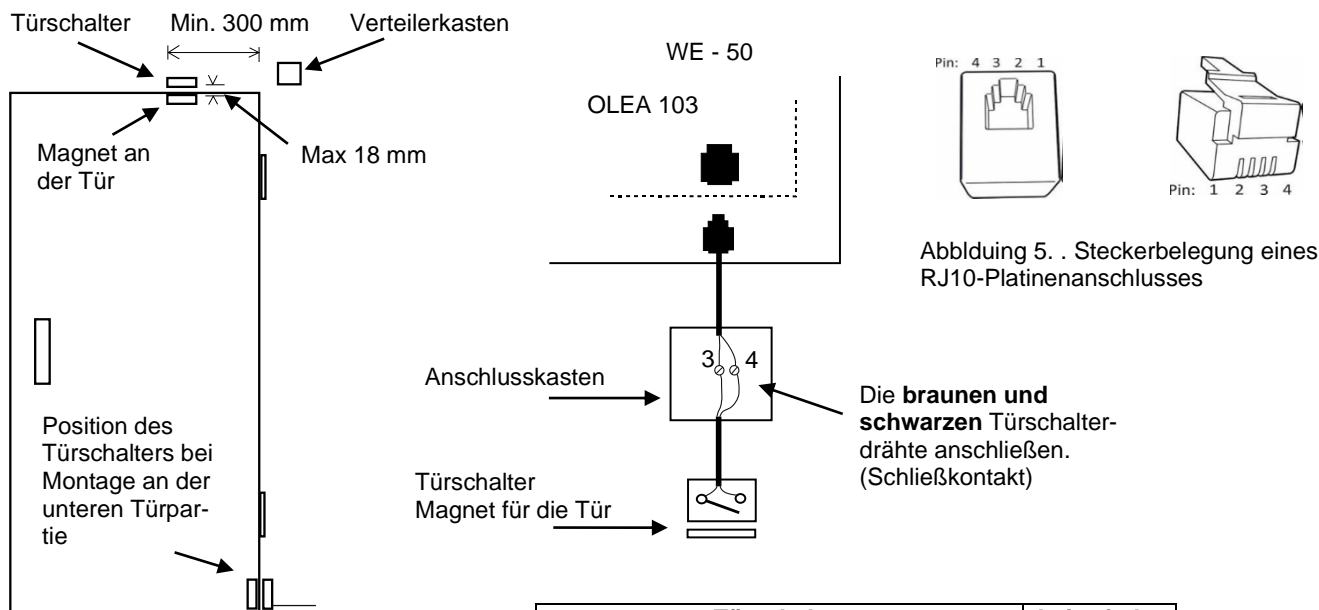 Türschalter
Min. 300 mm
Verteilerkasten
Magnet an
der Tür
Max 18 mm
Position des
Türschalters bei
Montage an der
unteren Türpar-
tie
WE - 50
OLEA 103
Anschlusskasten
3 4
Türschalter
Magnet für die Tür
Die braunen und
schwarzen Türschalter-
drähte anschließen.
(Schließkontakt)
Pin: 4 3 2 1
Pin: 1 2 3 4
Abblduing 5. . Steckerbelegung eines
RJ10-Platinenanschlusses